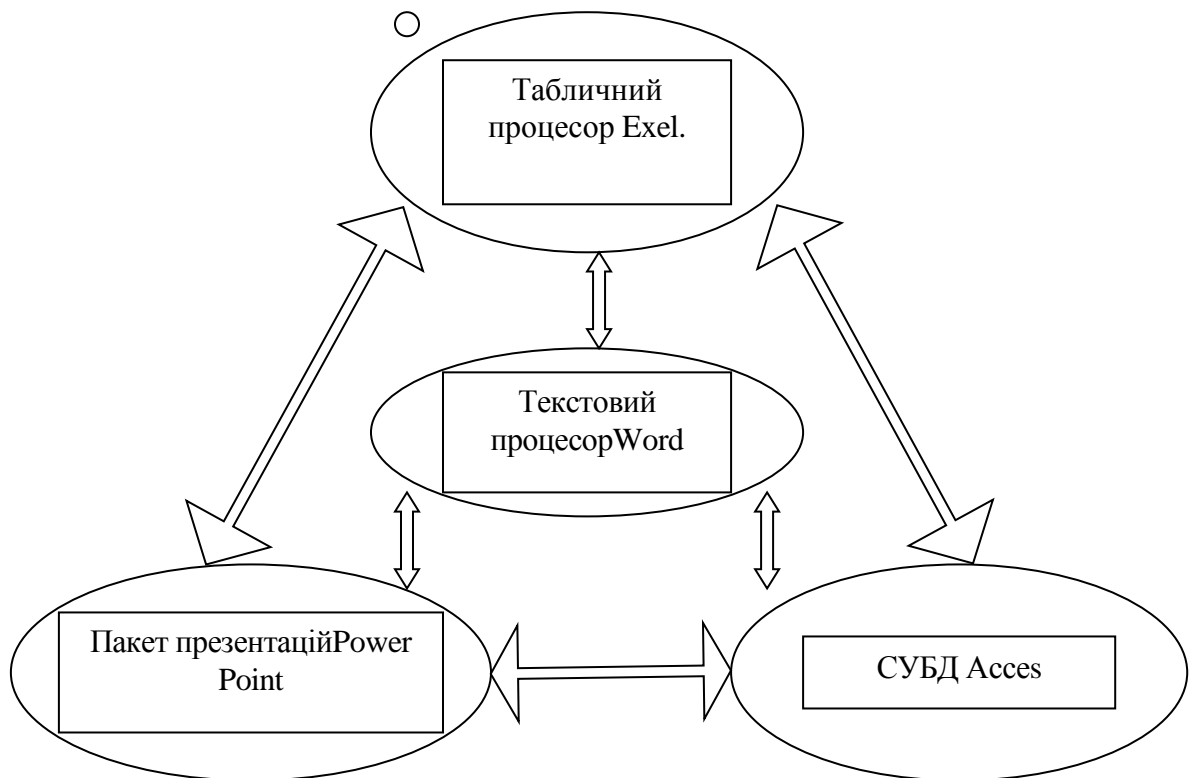 Табличний
процесор Exel.
Текстовий
процесорWord
Пакет презентаційPower
Point
СУБД Acces